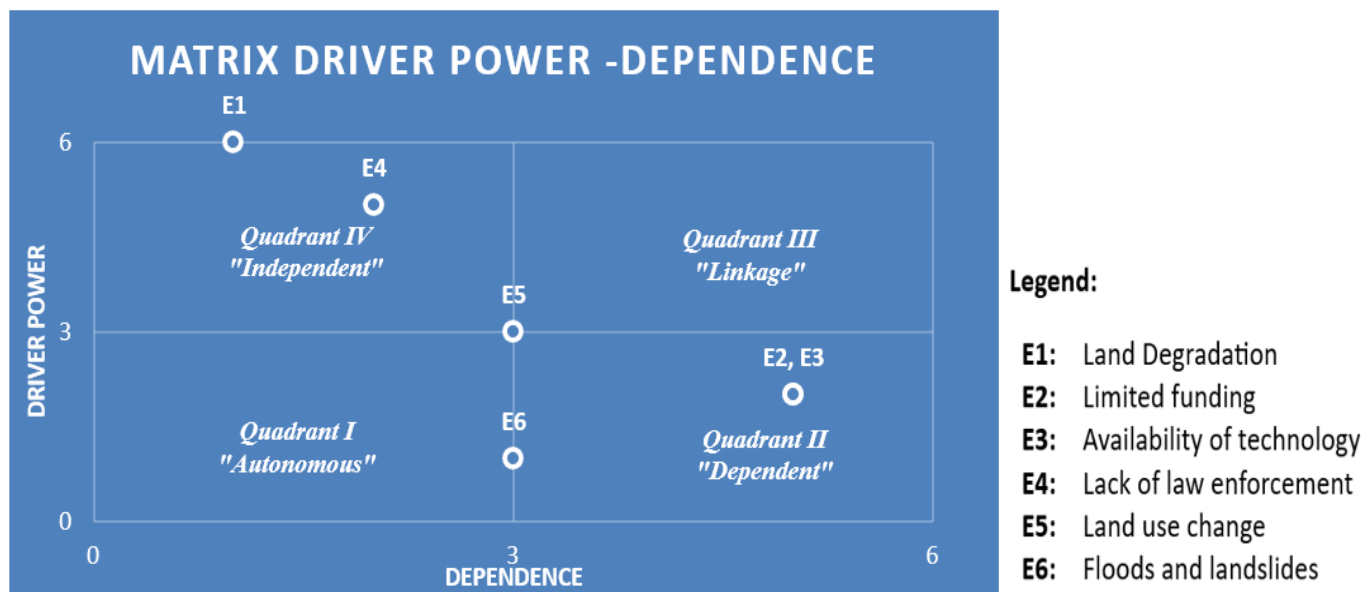 MATRIX DRIVER POWER -DEPENDENCE
E1
6
E4
Quadrant IV
"Independent"
Quadrant III
"Linkage"
E5
3
DRIVER POWER
E2, E3
E6
Quadrant I
"Autonomous"
Quadrant II
"Dependent"
0
0
3
6
DEPENDENCE
Legend:
E1: Land Degradation
E2: Limited funding
E3: Availability of technology
E4: Lack of law enforcement
E5: Land use change
E6: Floods and landslides